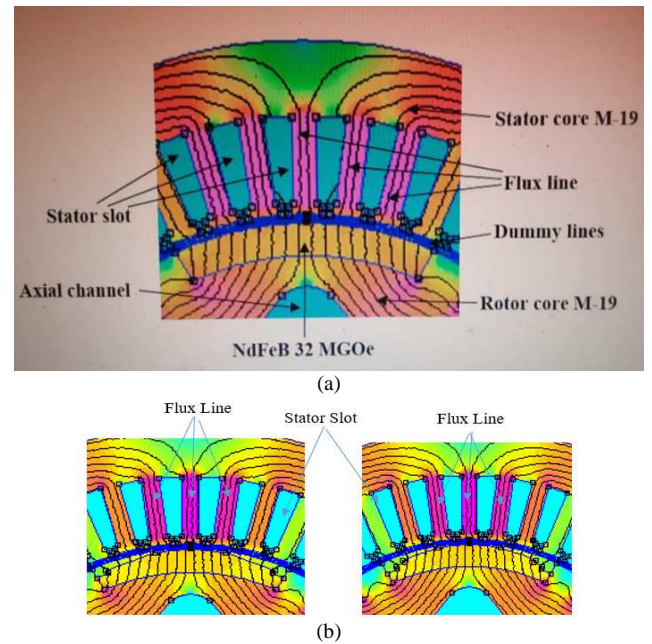 Stator core M-19
Flux line
Stator slot
Dummy lines
Axial channel
Rotor core M-19
NdFeB 32 MGOe
(a)
Flux Line
Stator Slot
Flux Line
(b)